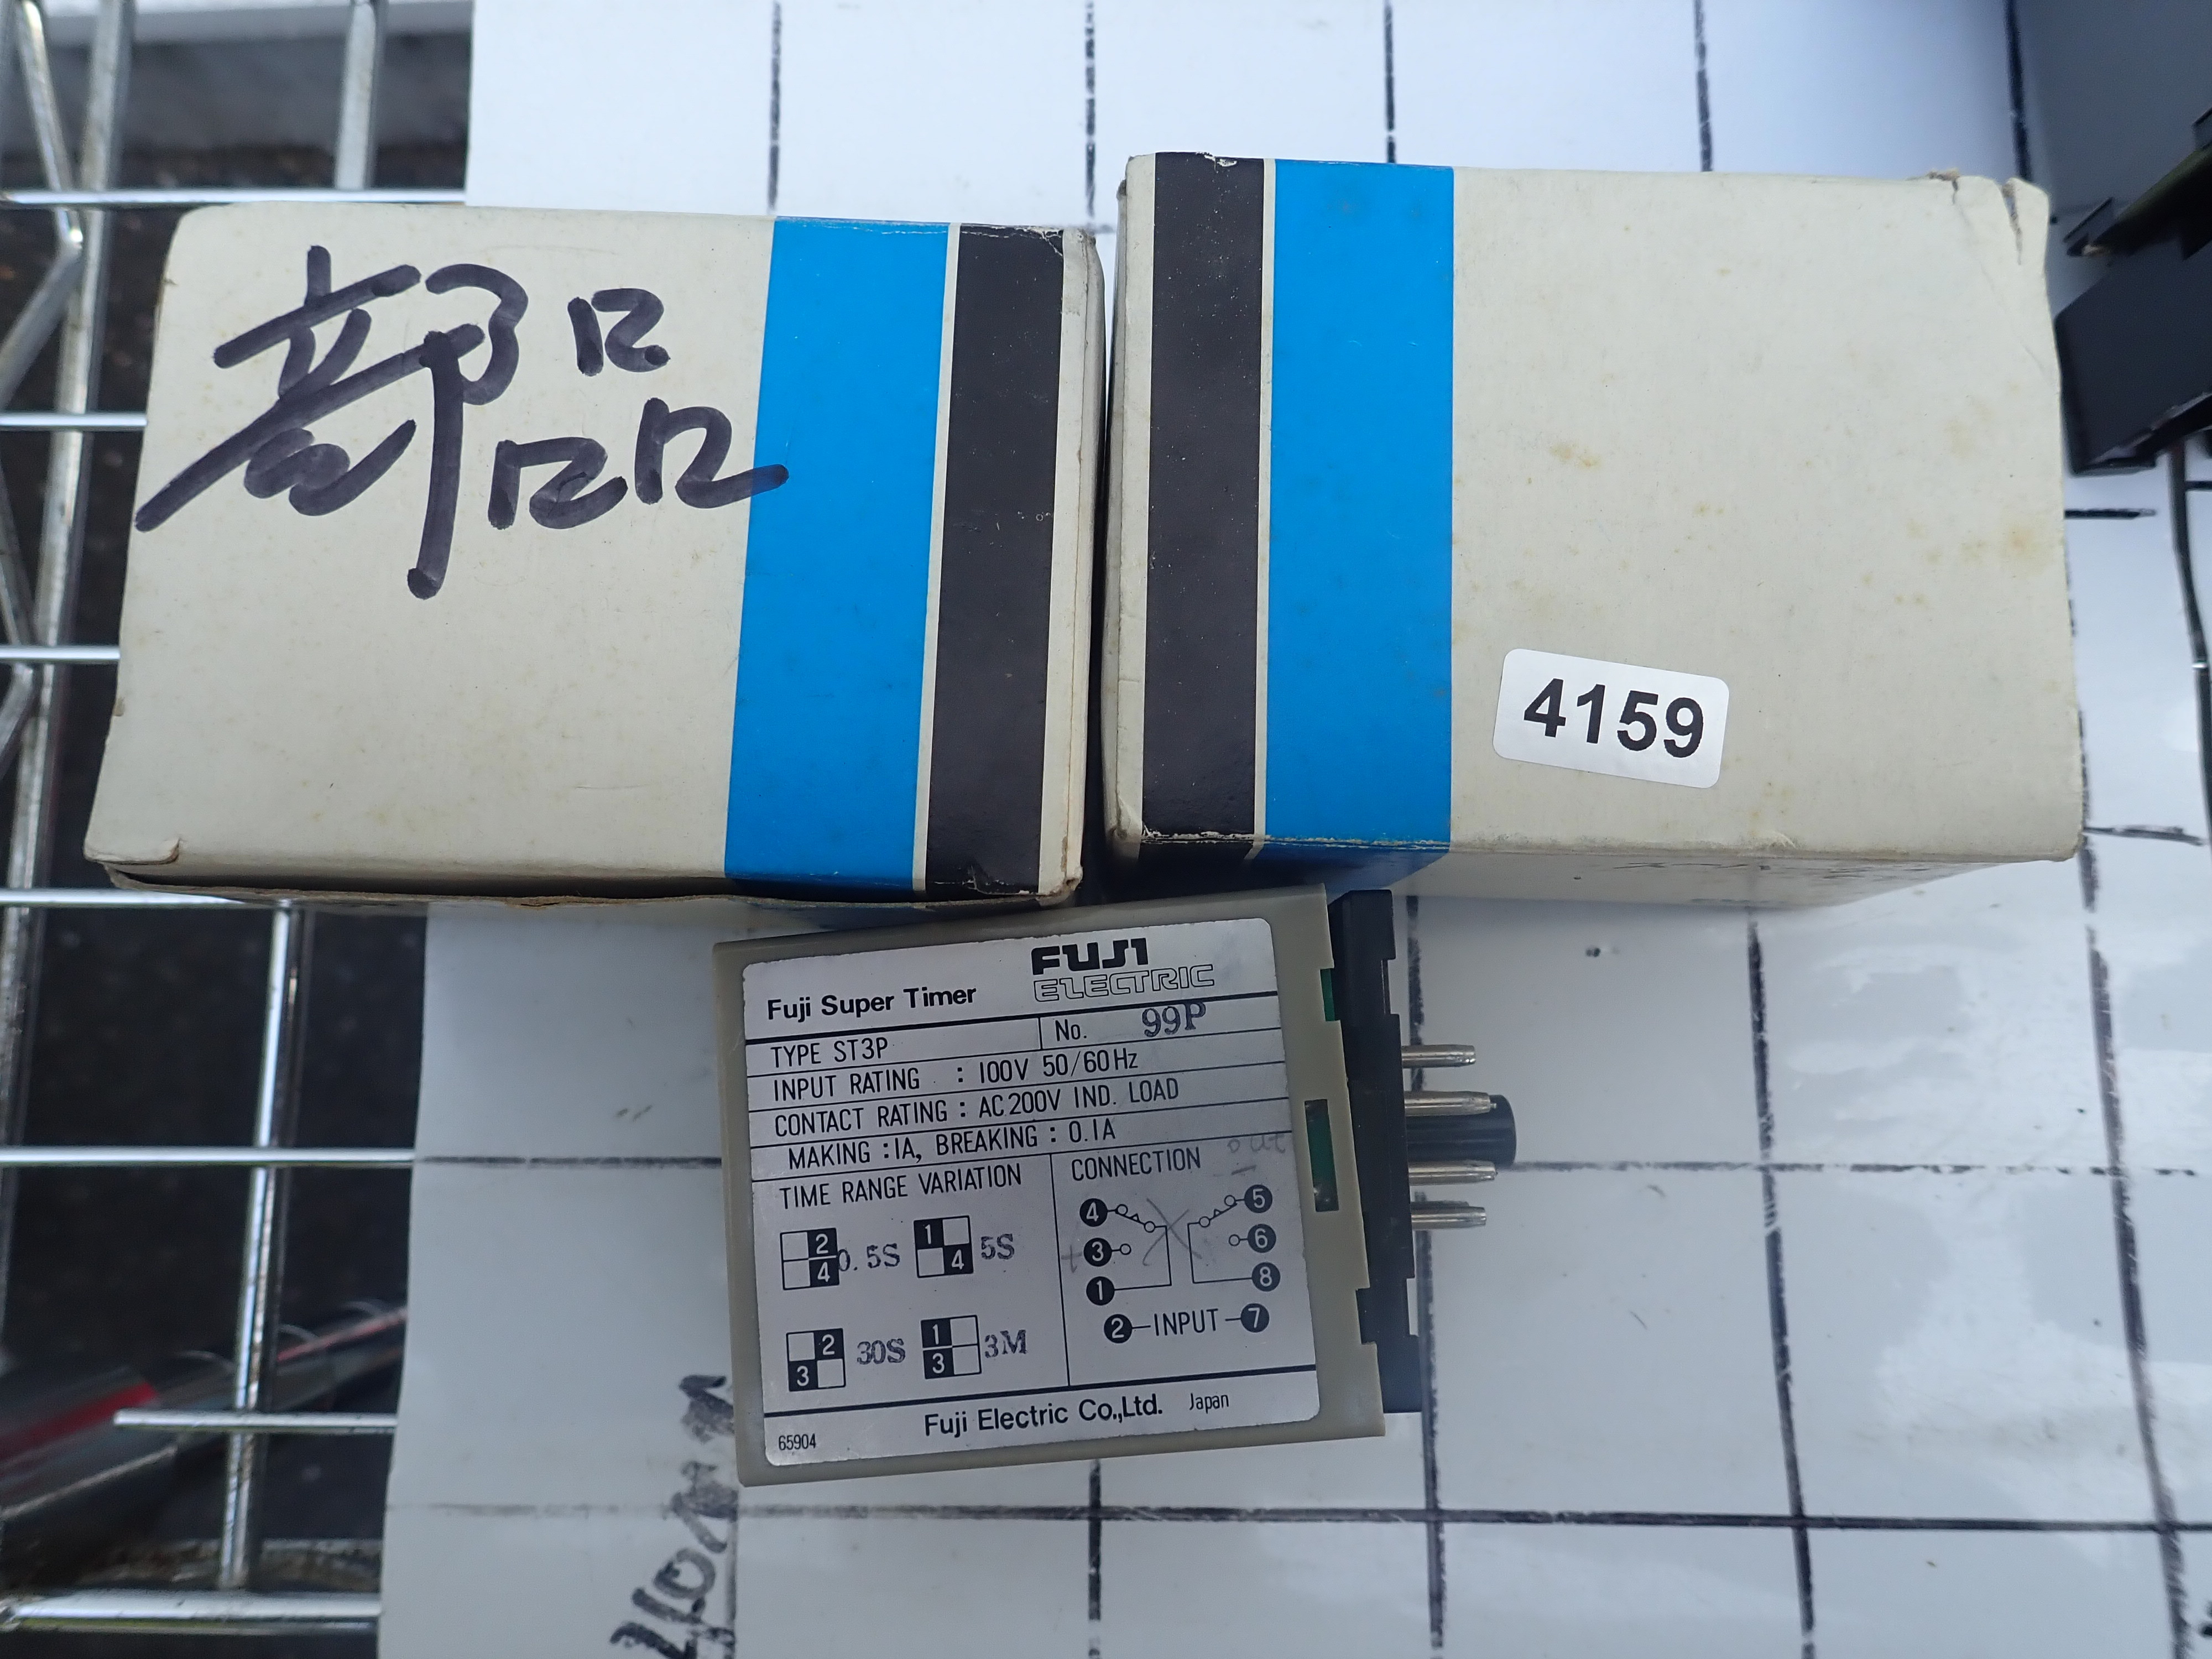 部品
4159
FUJI
ELECTRIC
Fuji Super Timer
TYPE ST3P
No. 99P
INPUT RATING : 100V 50/60Hz
CONTACT RATING : AC200V IND. LOAD
MAKING :1A, BREAKING : 0.1A
TIME RANGE VARIATION
2
4
0.5S
1
4
5S
2
3
30S
1
3
3M
CONNECTION
out
4
5
3
6
1
8
2 INPUT 7
Fuji Electric Co.,Ltd. Japan
65904